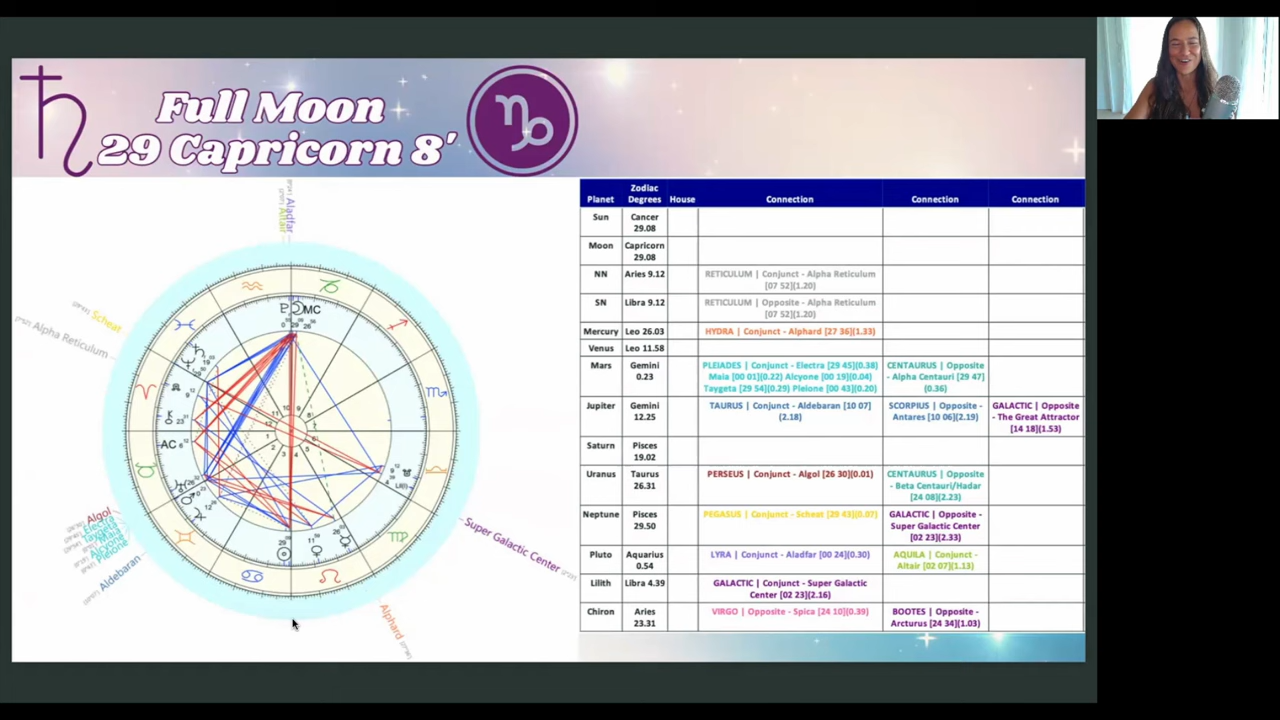 Full Moon
29 Capricorn 8'
Aladfar
Altair
Scheat
Alpha Reticulum
MC
AC
Algol
Electra
Taygeta
Maia
Alcyone
Pleione
Aldebaran
Alphard
Super Galactic Center
Planet Zodiac Degrees House Connection Connection Connection
Sun Cancer 29.08
Moon Capricorn 29.08
NN Aries 9.12 RETICULUM | Conjunct - Alpha Reticulum [07 52](1.20)
SN Libra 9.12 RETICULUM | Opposite - Alpha Reticulum [07 52](1.20)
Mercury Leo 26.03 HYDRA | Conjunct - Alphard [27 36](1.33)
Venus Leo 11.58
Mars Gemini 0.23 PLEIADES | Conjunct - Electra [29 45](0.38) Maia [00 01](0.22) Alcyone [00 19](0.04) Taygeta [29 54](0.29) Pleione [00 43](0.20) CENTAURUS | Opposite - Alpha Centauri [29 47](0.36)
Jupiter Gemini 12.25 TAURUS | Conjunct - Aldebaran [10 07](2.18) SCORPIUS | Opposite - Antares [10 06](2.19) GALACTIC | Opposite - The Great Attractor [14 18](1.53)
Saturn Pisces 19.02
Uranus Taurus 26.31 PERSEUS | Conjunct - Algol [26 30](0.01) CENTAURUS | Opposite - Beta Centauri/Hadar [24 08](2.23)
Neptune Pisces 29.50 PEGASUS | Conjunct - Scheat [29 43](0.07) GALACTIC | Opposite - Super Galactic Center [02 23](2.33)
Pluto Aquarius 0.54 LYRA | Conjunct - Aladfar [00 24](0.30) AQUILA | Conjunct - Altair [02 07](1.13)
Lilith Libra 4.39 GALACTIC | Conjunct - Super Galactic Center [02 23](2.16)
Chiron Aries 23.31 VIRGO | Opposite - Spica [24 10](0.39) BOOTES | Opposite - Arcturus [24 34](1.03)